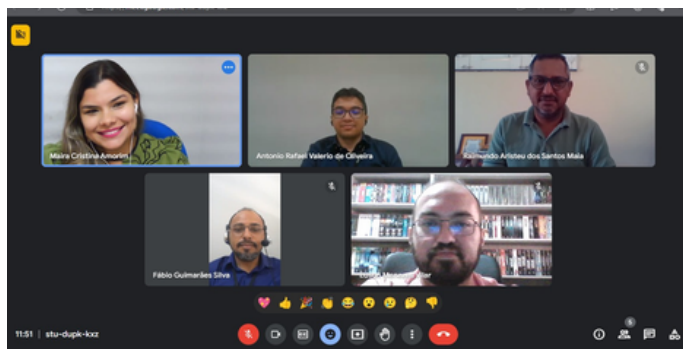 Maira Cristina Amorim
Antonio Rafael Valerio de Oliveira
Raimundo Aristeu dos Santos Maia
Fábio Guimarães Silva
5
11:51 | stu-dupk-kxz